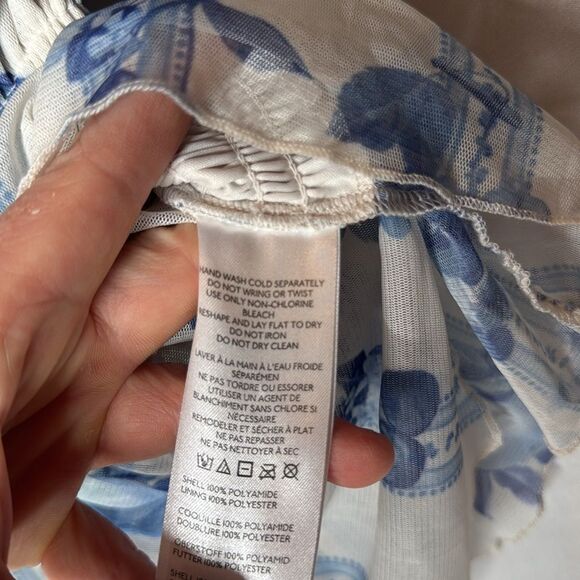 HAND WASH COLD SEPARATELY
DO NOT WRING OR TWIST
USE ONLY NON-CHLORINE
BLEACH
RESHAPE AND LAY FLAT TO DRY
DO NOT IRON
DO NOT DRY CLEAN
LAVER À LA MAIN À L'EAU FROIDE
SÉPARÉMEN
NE PAS TORDRE OU ESSORER
UTILISER UN AGENT DE
BLANCHIMENT SANS CHLORE SI
NÉCESSAIRE
REMODELER ET SÉCHER À PLAT
NE PAS REPASSER
NE PAS NETTOYER À SEC
SHELL 100% POLYAMIDE
LINING 100% POLYESTER
COQUILLE 100% POLYAMIDE
DOUBLURE 100% POLYESTER
OBERSTOFF 100% POLYAMID
FUTTER 100% POLYESTER